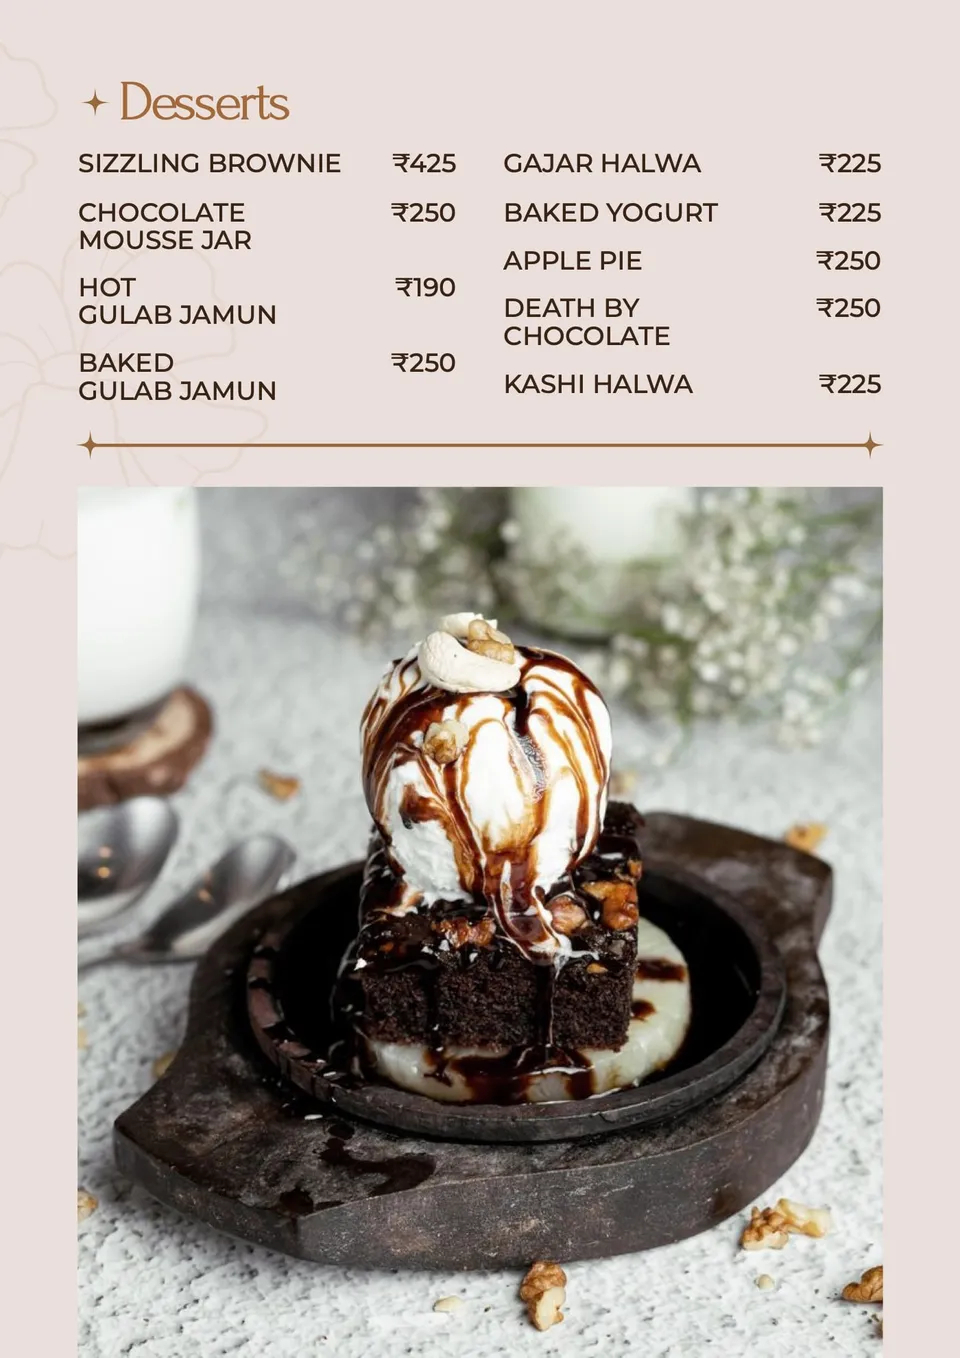 Desserts
SIZZLING BROWNIE ₹425
CHOCOLATE ₹250
MOUSSE JAR
HOT ₹190
GULAB JAMUN
BAKED ₹250
GULAB JAMUN
GAJAR HALWA ₹225
BAKED YOGURT ₹225
APPLE PIE ₹250
DEATH BY ₹250
CHOCOLATE
KASHI HALWA ₹225